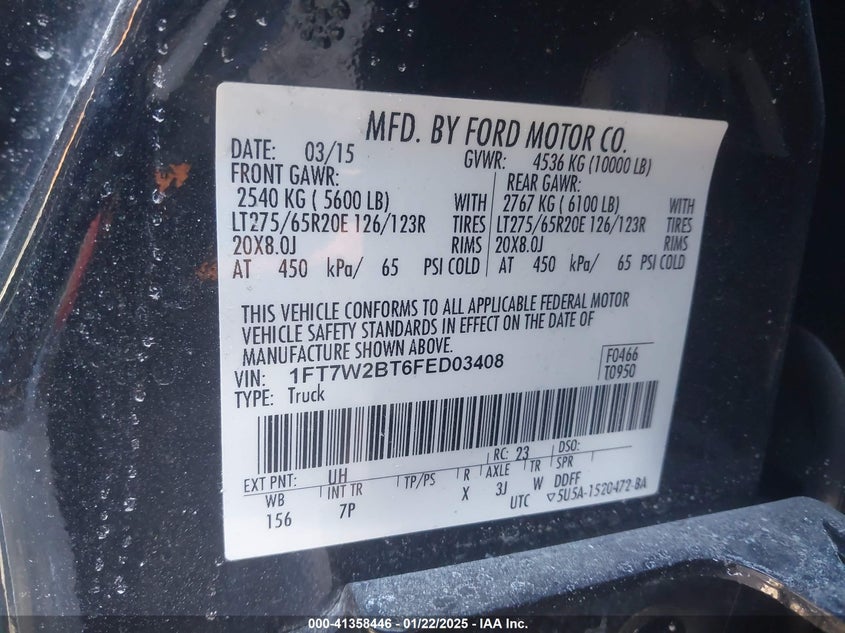 MFD. BY FORD MOTOR CO.
DATE: 03/15 GVWR: 4536 KG (10000 LB)
FRONT GAWR: REAR GAWR:
2540 KG ( 5600 LB) WITH 2767 KG ( 6100 LB) WITH
LT275/65R20E 126/123R TIRES LT275/65R20E 126/123R TIRES
20X8.0J RIMS 20X8.0J RIMS
AT 450 kPa/ 65 PSI COLD AT 450 kPa/ 65 PSI COLD
THIS VEHICLE CONFORMS TO ALL APPLICABLE FEDERAL MOTOR
VEHICLE SAFETY STANDARDS IN EFFECT ON THE DATE OF
MANUFACTURE SHOWN ABOVE.
VIN: 1FT7W2BT6FED03408 F0466
TYPE: Truck T0950
EXT PNT: UH RC: 23 DSO:
WB INT TR TP/PS R AXLE TR SPR
156 7P X 3J W DDFF
UTC ▽5U5A-1520472-BA
000-41358446 - 01/22/2025 - IAA Inc.